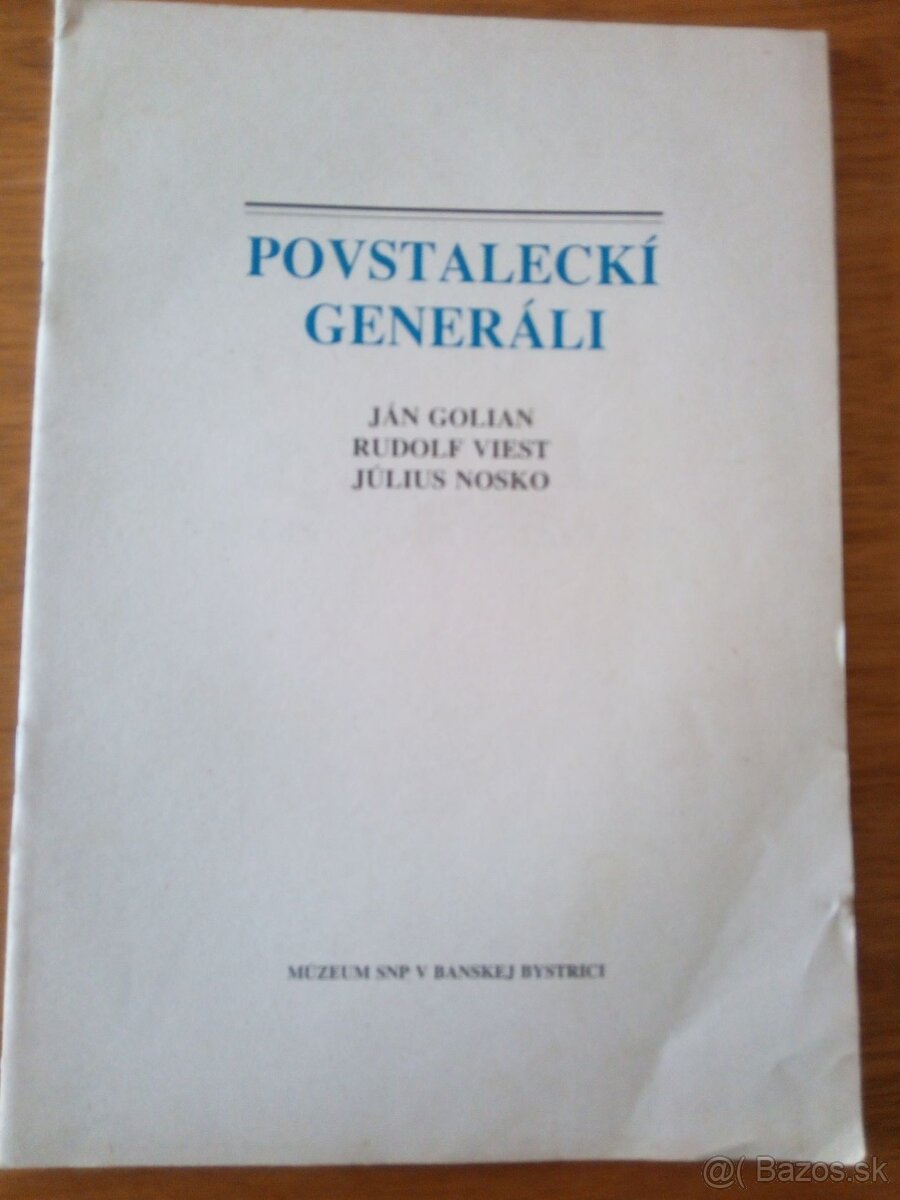 POVSTALECKÍ
GENERÁLI
JÁN GOLIAN
RUDOLF VIEST
JÚLIUS NOSKO
MÚZEUM SNP V BANSKEJ BYSTRICI
@( Bazos.sk